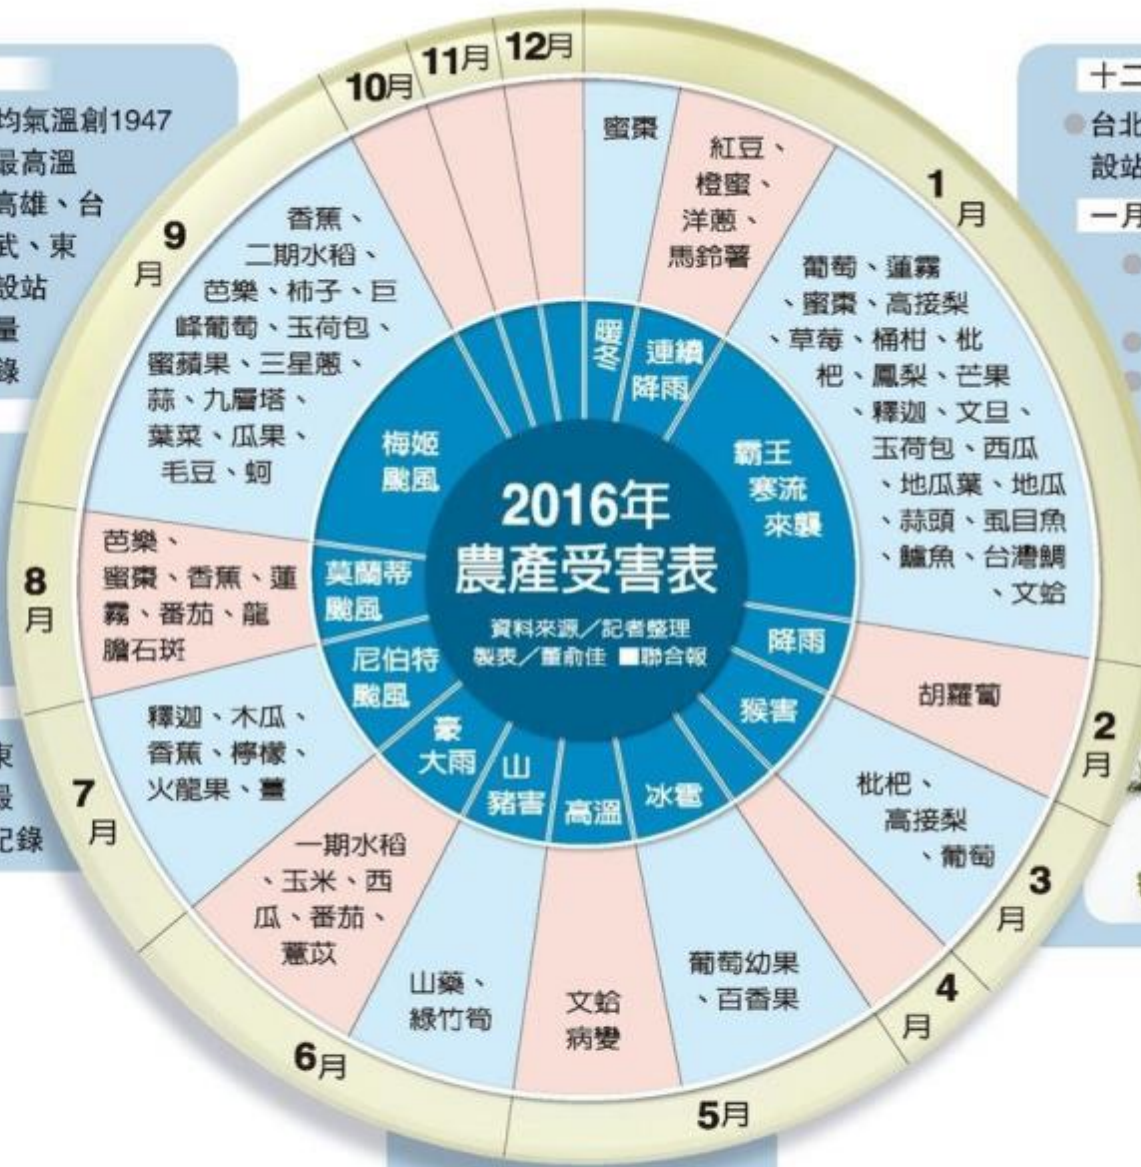 2016年
農產受害表
資料來源／記者整理
製表／董俞佳 ■聯合報
1
月
暖冬
蜜棗
連續
降雨
紅豆、
橙蜜、
洋蔥、
馬鈴薯
霸王
寒流
來襲
葡萄、蓮霧
、蜜棗、高接梨
、草莓、桶柑、枇
杷、鳳梨、芒果
、釋迦、文旦、
玉荷包、西瓜
、地瓜葉、地瓜
、蒜頭、虱目魚
、鱸魚、台灣鯛
、文蛤
2
月
降雨
胡蘿蔔
3
月
猴害
枇杷、
高接梨
、葡萄
4
月
5月
冰雹
葡萄幼果
、百香果
高溫
文蛤
病變
6月
山
豬害
山藥、
綠竹筍
豪
大雨
一期水稻
、玉米、西
瓜、番茄、
薏苡
7
月
尼伯特
颱風
釋迦、木瓜、
香蕉、檸檬、
火龍果、薑
8
月
莫蘭蒂
颱風
芭樂、
蜜棗、香蕉、蓮
霧、番茄、龍
膽石斑
9
月
梅姬
颱風
香蕉、
二期水稻、
芭樂、柿子、巨
峰葡萄、玉荷包、
蜜蘋果、三星蔥、
蒜、九層塔、
葉菜、瓜果、
毛豆、蚵
10月
11月
12月
均氣溫創1947
最高溫
高雄、台
武、東
設站
量
錄
東
最
記錄
十二
台北
設站
一月